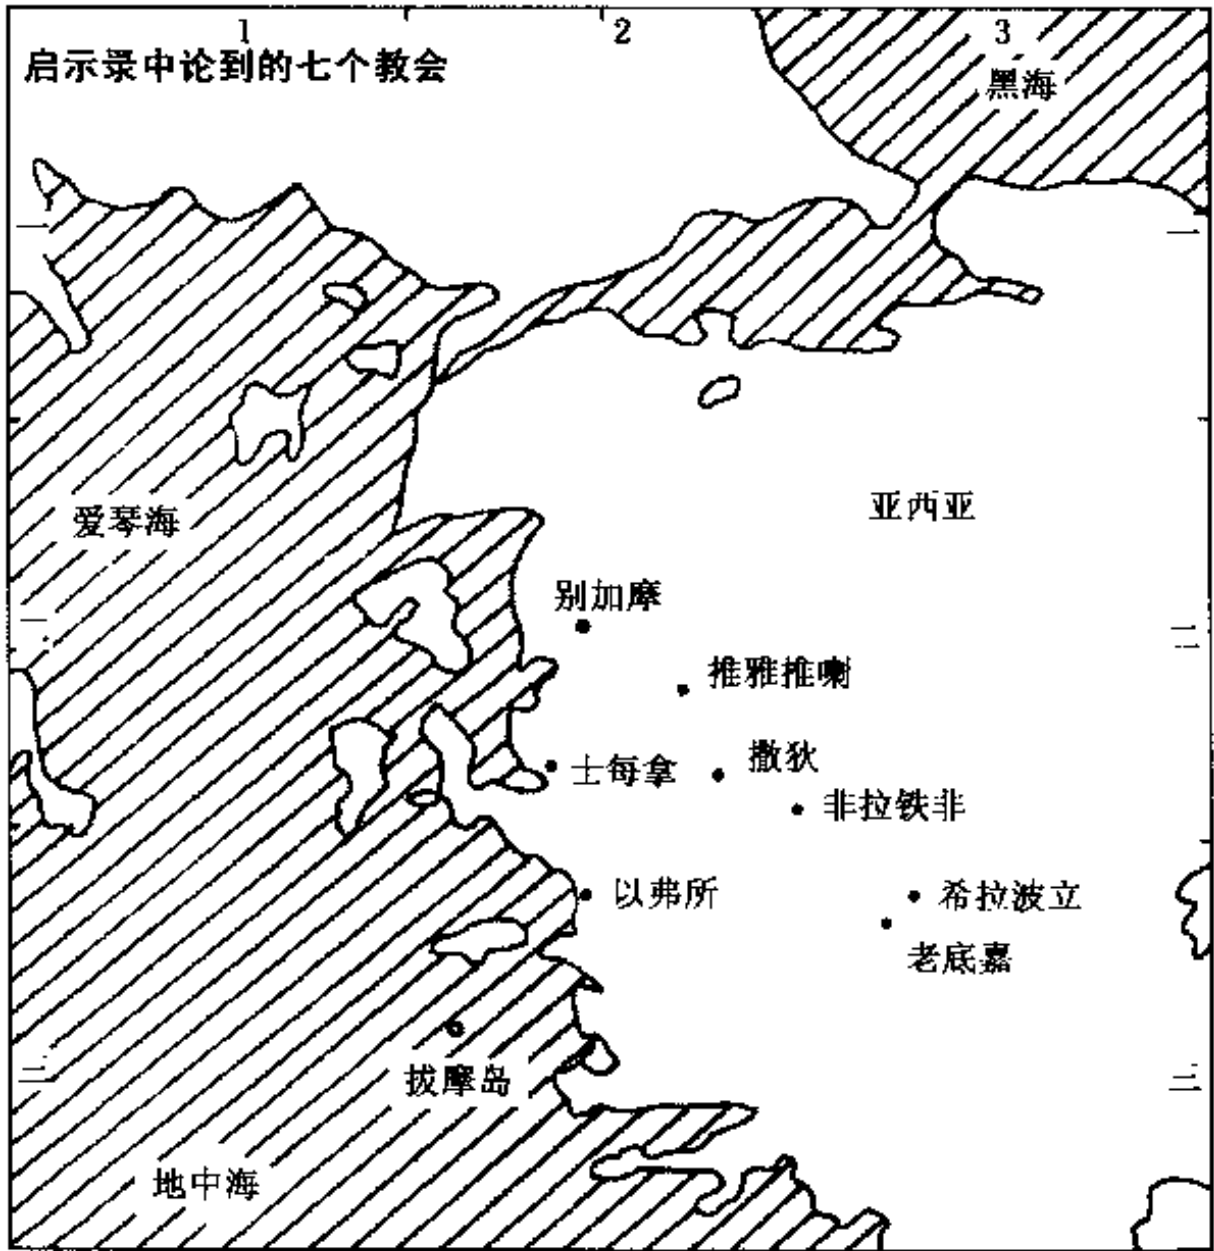 1 2 3
启示录中论到的七个教会
黑海
一 一
爱琴海
亚西亚
别加摩
二 二
推雅推喇
撒狄
士每拿
非拉铁非
以弗所
希拉波立
老底嘉
拔摩岛
地中海